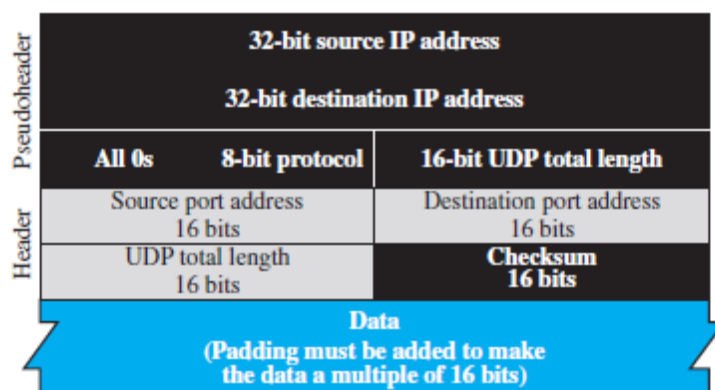 Pseudoheader
32-bit source IP address
32-bit destination IP address
All 0s 8-bit protocol 16-bit UDP total length
Header
Source port address Destination port address
16 bits 16 bits
UDP total length Checksum
16 bits 16 bits
Data
(Padding must be added to make
the data a multiple of 16 bits)